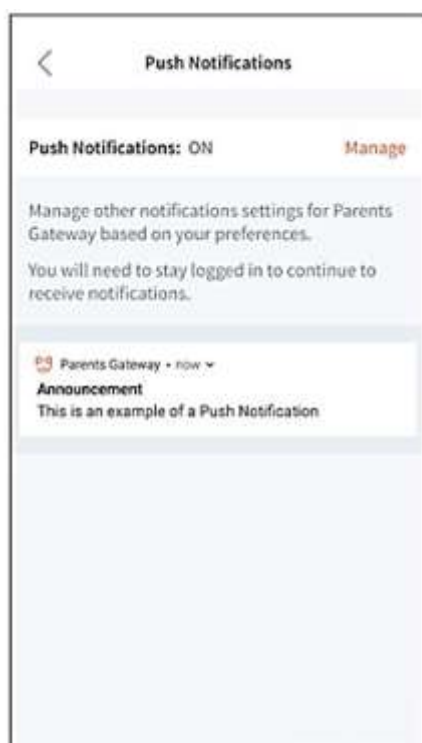 Push Notifications
Push Notifications: ON Manage
Manage other notifications settings for Parents
Gateway based on your preferences.
You will need to stay logged in to continue to
receive notifications.
Parents Gateway • now
Announcement
This is an example of a Push Notification